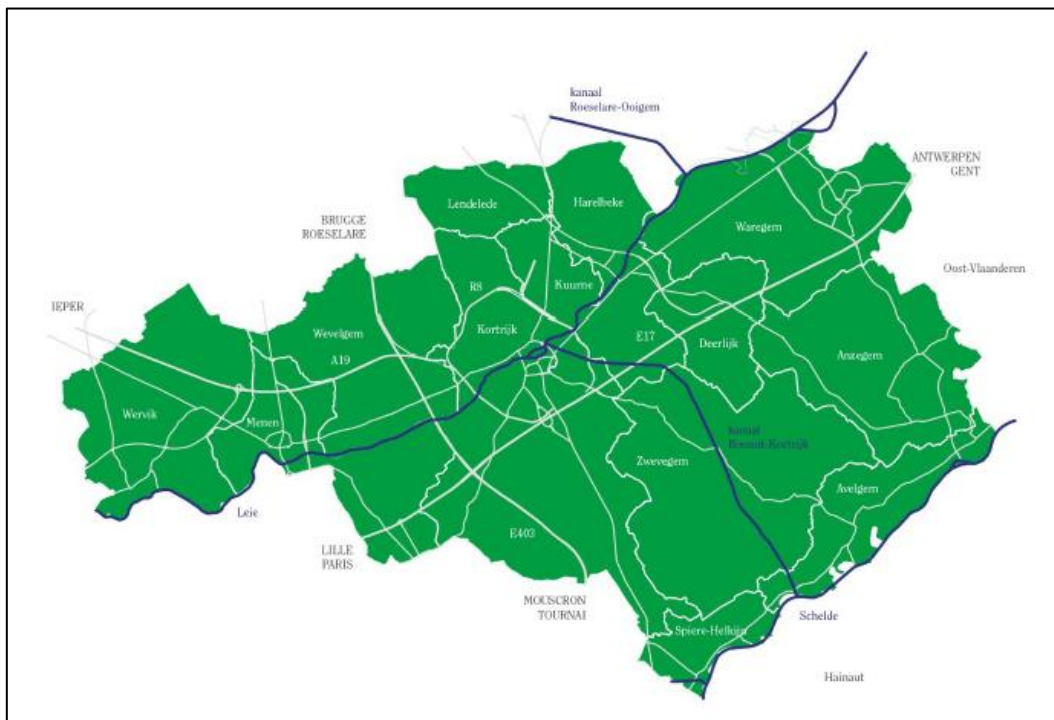 kanaal
Roeselare-Ooigem
ANTWERPEN
GENT
Lendelede
Harelbeke
BRUGGE
ROESELARE
Waregem
Oost-Vlaanderen
IEPER
R8
Kuurne
Wevelgem
Kortrijk
E17
Deerlijk
A19
Anzegem
Wervik
Menen
kanaal
Bossuit-Kortrijk
Zwevegem
Avelgem
Leie
E403
LILLE
PARIS
MOUSCRON
TOURNAI
Schelde
Spiere-Helkijn
Hainaut